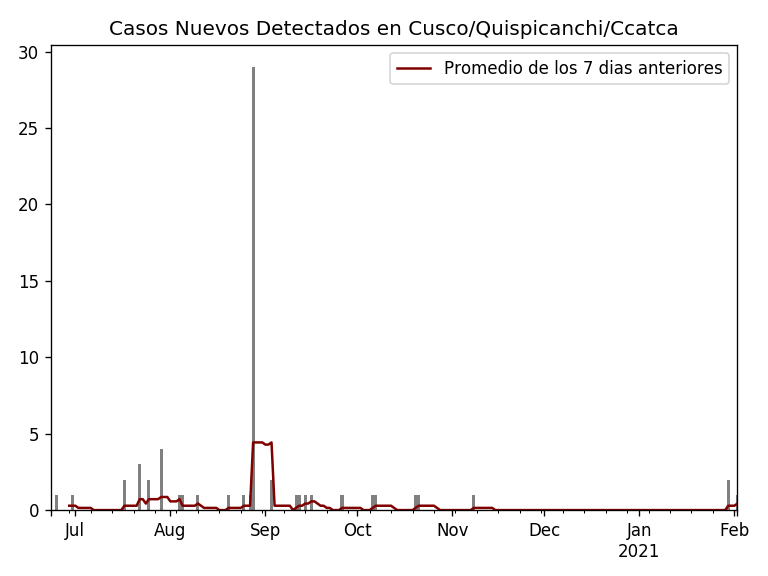 Casos Nuevos Detectados en Cusco/Quispicanchi/Ccatca
Promedio de los 7 dias anteriores
30
25
20
15
10
5
0
Jul Aug Sep Oct Nov Dec Jan Feb
2021